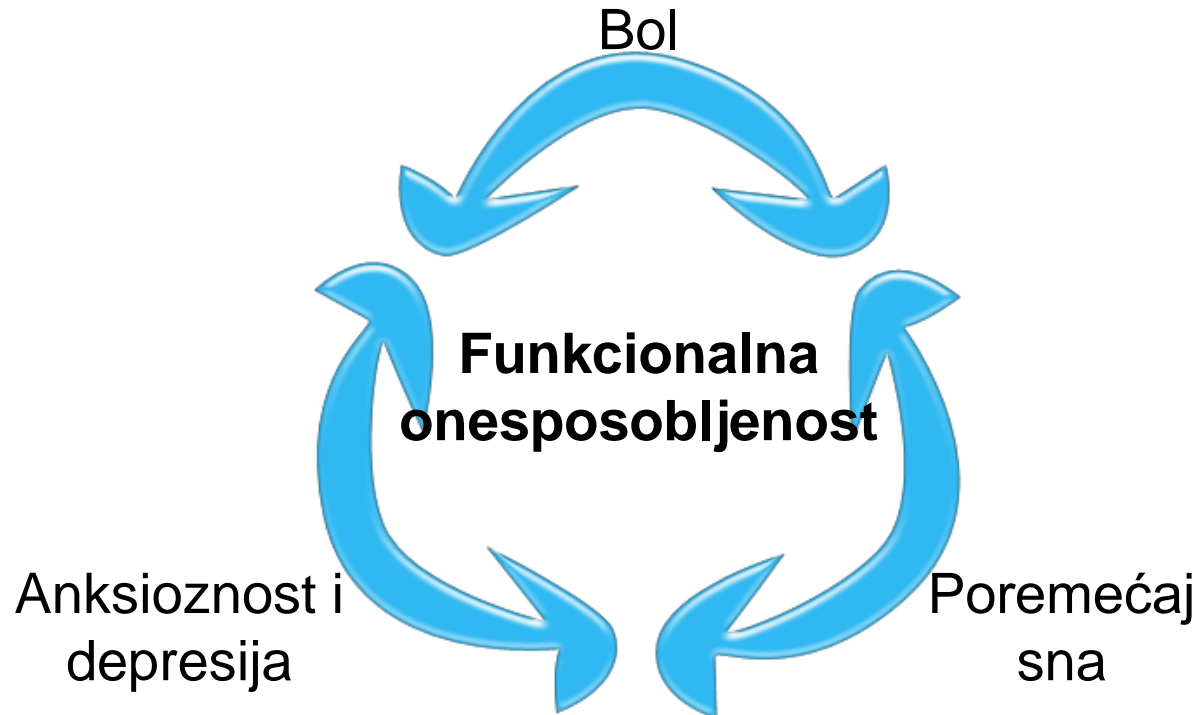 Bol
Funkcionalna
onesposobljenost
Anksioznost i
depresija
Poremećaj
sna